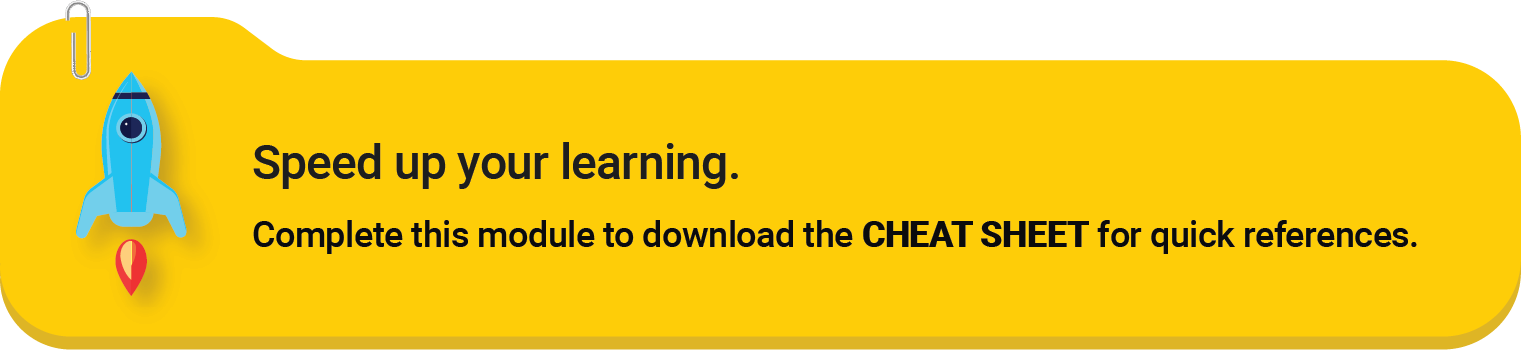 Speed up your learning.
Complete this module to download the CHEAT SHEET for quick references.